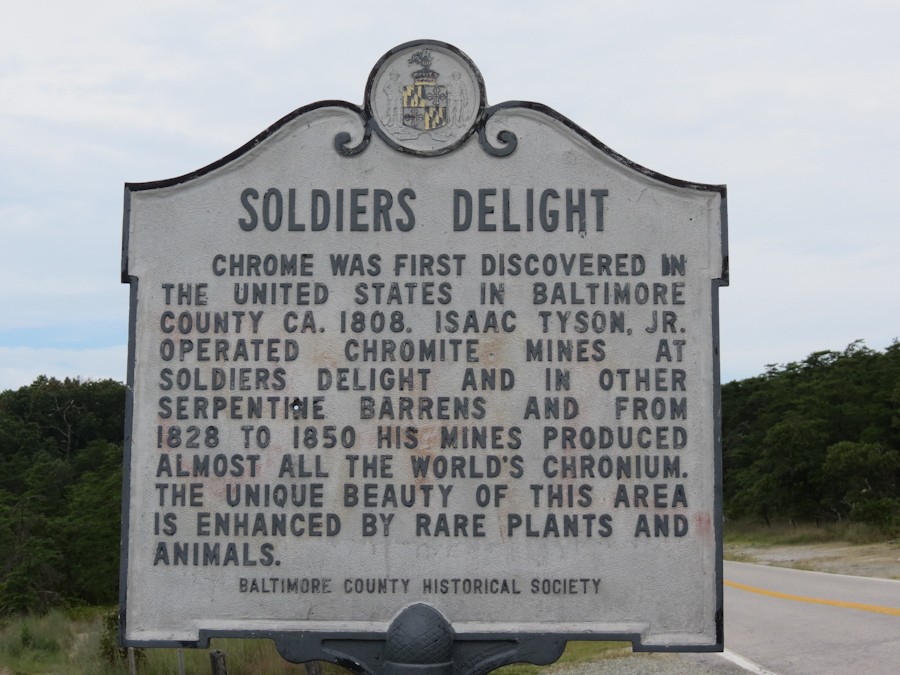 SOLDIERS DELIGHT
CHROME WAS FIRST DISCOVERED IN
THE UNITED STATES IN BALTIMORE
COUNTY CA. 1808. ISAAC TYSON, JR.
OPERATED CHROMITE MINES AT
SOLDIERS DELIGHT AND IN OTHER
SERPENTINE BARRENS AND FROM
1828 TO 1850 HIS MINES PRODUCED
ALMOST ALL THE WORLD'S CHRONIUM.
THE UNIQUE BEAUTY OF THIS AREA
IS ENHANCED BY RARE PLANTS AND
ANIMALS.
BALTIMORE COUNTY HISTORICAL SOCIETY